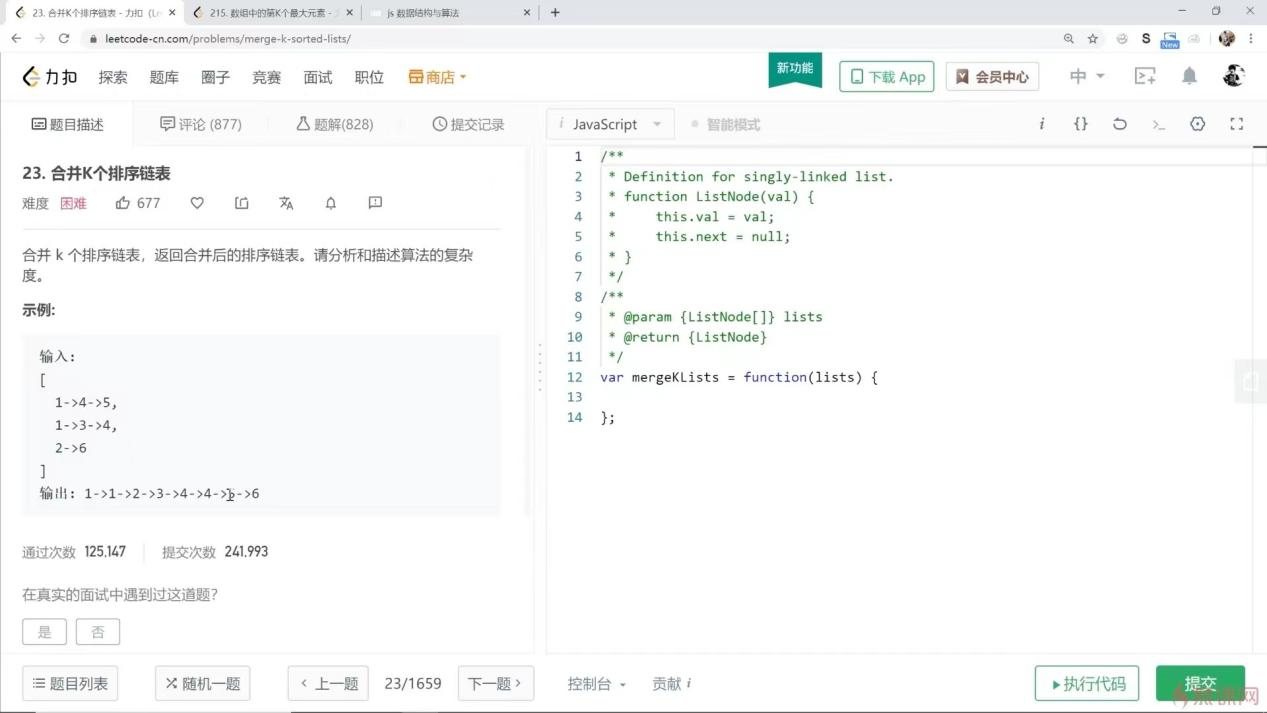 23. 合并K个排序链表 - 力扣 (Le
215. 数组中的第K个最大元素 -
js 数据结构与算法
leetcode-cn.com/problems/merge-k-sorted-lists/
S
New
力扣 探索 题库 圈子 竞赛 面试 职位 商店 新功能 下载 App 会员中心 中
题目描述 评论 (877) 题解(828) 提交记录
JavaScript 智能模式
23. 合并K个排序链表
难度 困难 677
合并 k 个排序链表，返回合并后的排序链表。请分析和描述算法的复杂
度。
示例:
输入:
[
1->4->5,
1->3->4,
2->6
]
输出: 1->1->2->3->4->4->5->6
通过次数 125,147 提交次数 241,993
在真实的面试中遇到过这道题?
是 否
1 /**
2 * Definition for singly-linked list.
3 * function ListNode(val) {
4 *     this.val = val;
5 *     this.next = null;
6 * }
7 */
8 /**
9 * @param {ListNode[]} lists
10 * @return {ListNode}
11 */
12 var mergeKLists = function(lists) {
13
14 };
题目列表 随机一题 上一题 23/1659 下一题 控制台 贡献 i 执行代码 提交
慕课网